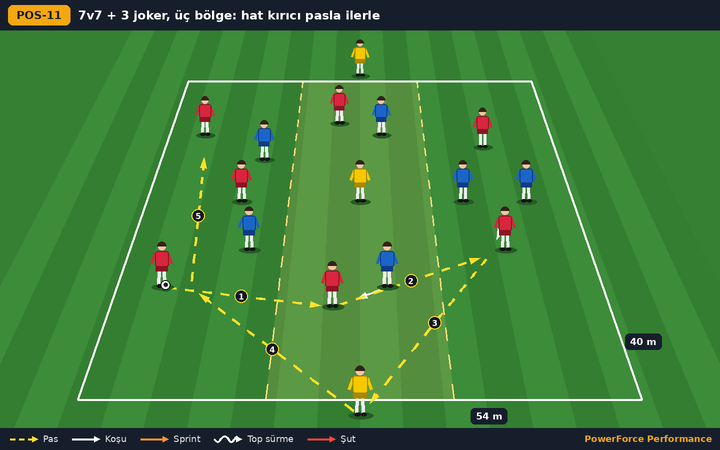 POS-11 7v7 + 3 joker, üç bölge: hat kırıcı pasla ilerle
5
1
2
3
4
40 m
54 m
Pas Koşu Sprint Top sürme Şut PowerForce Performance